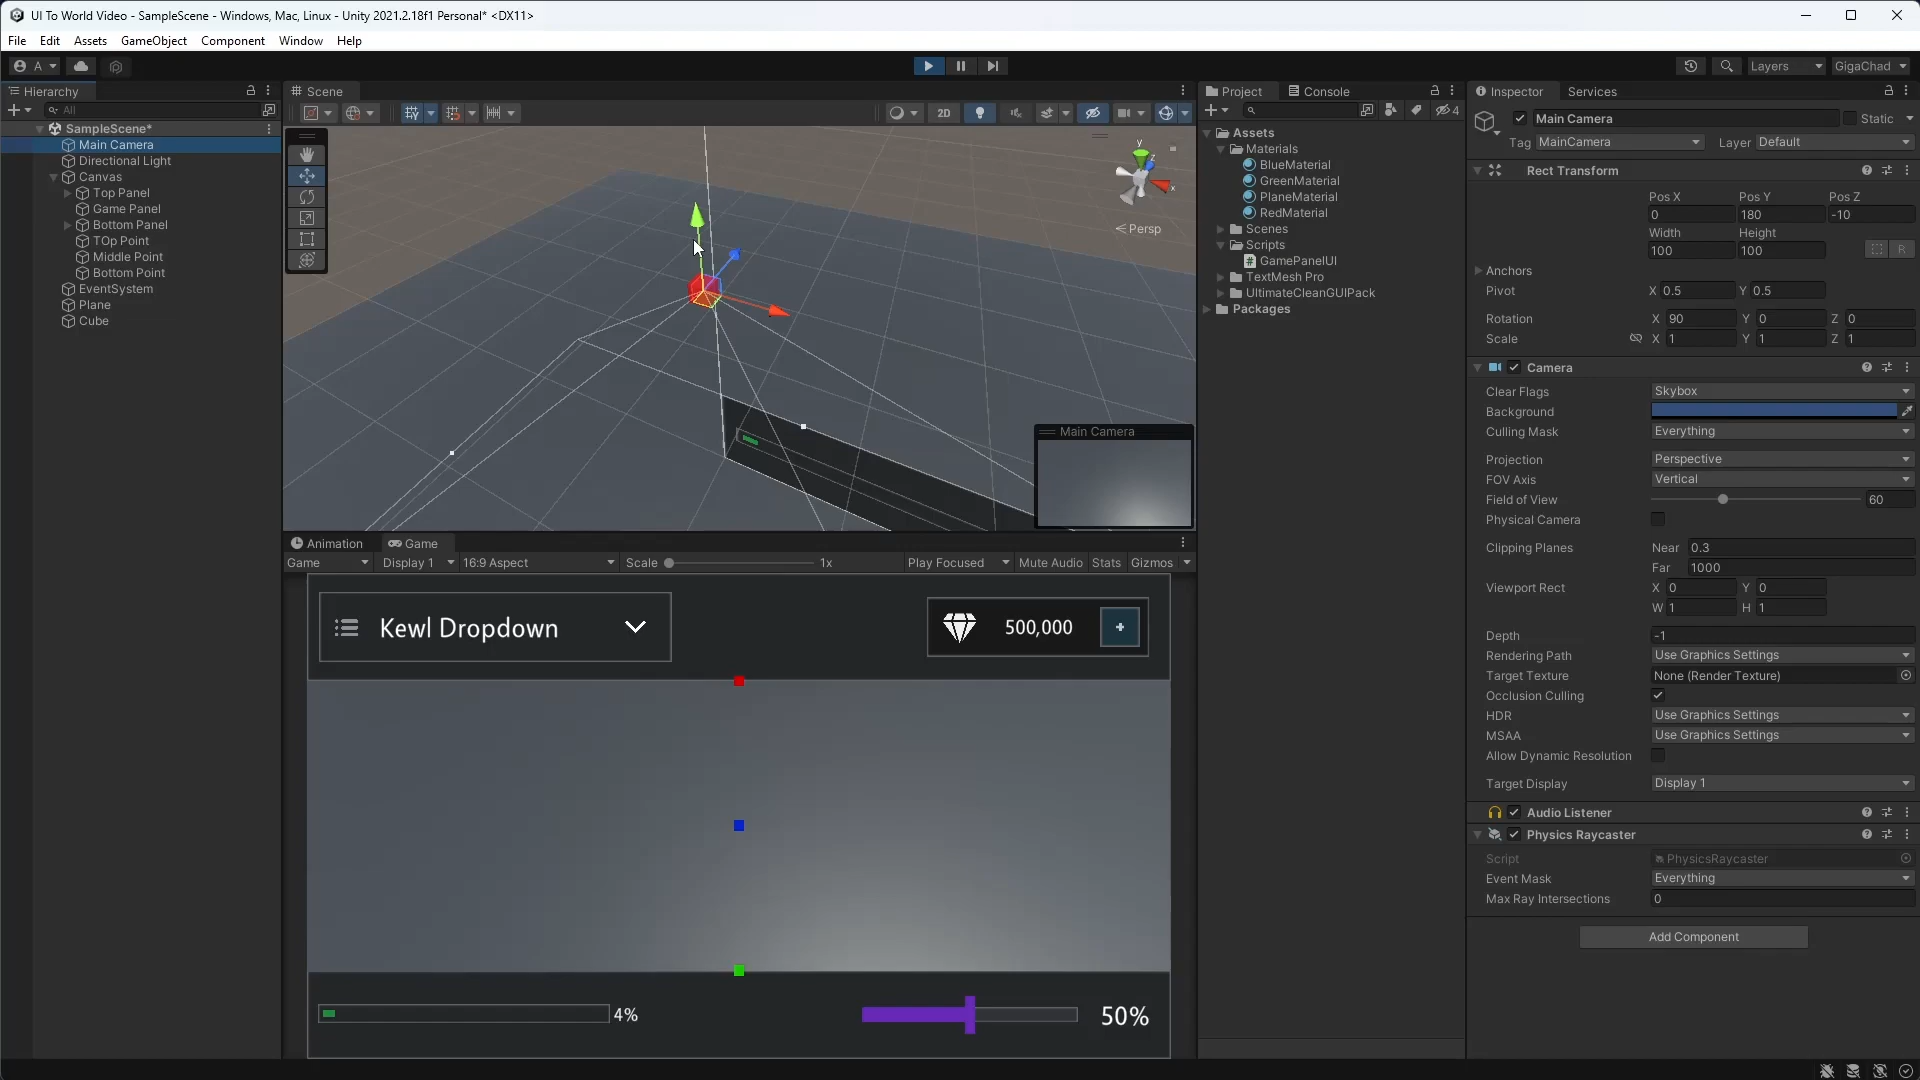 UI To World Video - SampleScene - Windows, Mac, Linux - Unity 2021.2.18f1 Personal* <DX11>
File Edit Assets GameObject Component Window Help
A Layers GigaChad
Hierarchy
All
SampleScene*
Main Camera
Directional Light
Canvas
Top Panel
Game Panel
Bottom Panel
TOp Point
Middle Point
Bottom Point
EventSystem
Plane
Cube
Scene
2D
y
z
x
Persp
Main Camera
Animation Game
Game Display 1 16:9 Aspect Scale 1x Play Focused Mute Audio Stats Gizmos
Kewl Dropdown 500,000 +
4% 50%
Project Console
4
Assets
Materials
BlueMaterial
GreenMaterial
PlaneMaterial
RedMaterial
Scenes
Scripts
GamePanelUI
TextMesh Pro
UltimateCleanGUIPack
Packages
Inspector Services
Main Camera Static
Tag MainCamera Layer Default
Rect Transform
Pos X Pos Y Pos Z
0 180 -10
Width Height
100 100 R
Anchors
Pivot X 0.5 Y 0.5
Rotation X 90 Y 0 Z 0
Scale X 1 Y 1 Z 1
Camera
Clear Flags Skybox
Background
Culling Mask Everything
Projection Perspective
FOV Axis Vertical
Field of View 60
Physical Camera
Clipping Planes Near 0.3
Far 1000
Viewport Rect X 0 Y 0
W 1 H 1
Depth -1
Rendering Path Use Graphics Settings
Target Texture None (Render Texture)
Occlusion Culling
HDR Use Graphics Settings
MSAA Use Graphics Settings
Allow Dynamic Resolution
Target Display Display 1
Audio Listener
Physics Raycaster
Script PhysicsRaycaster
Event Mask Everything
Max Ray Intersections 0
Add Component